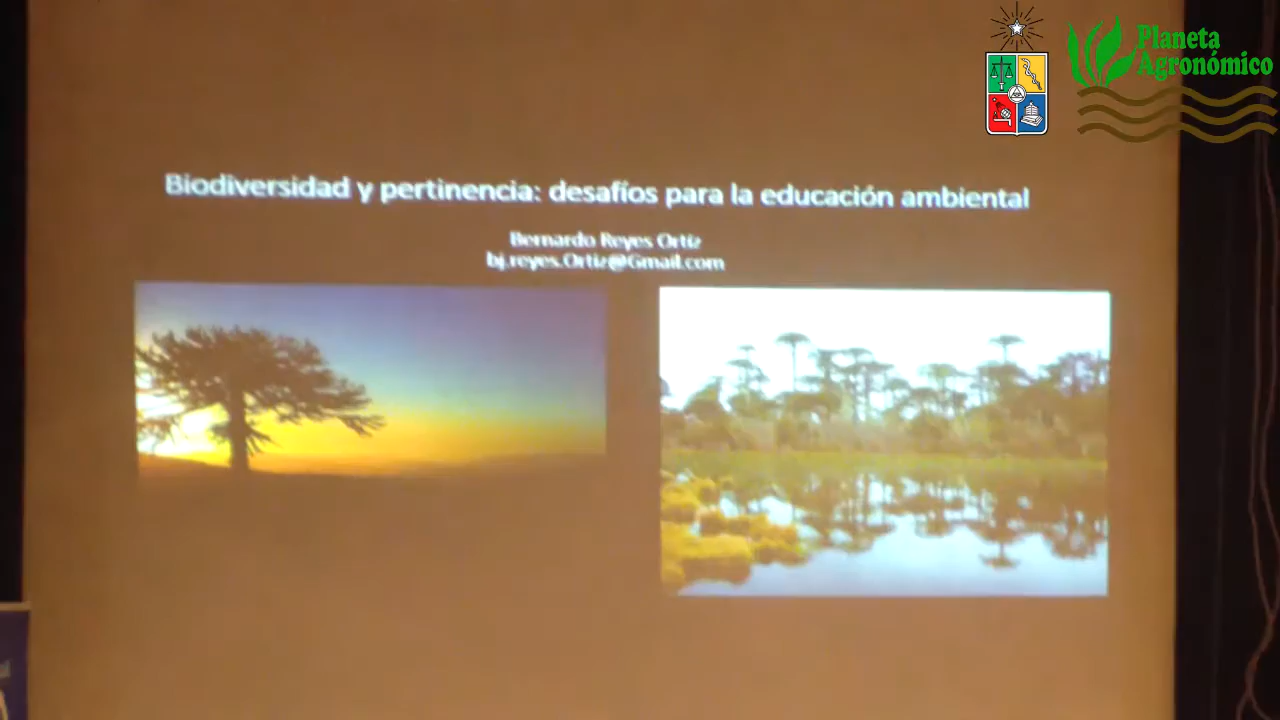 Planeta
Agronómico
Biodiversidad y pertinencia: desafíos para la educación ambiental
Bernardo Reyes Ortiz
bj.reyes.Ortiz@Gmail.com